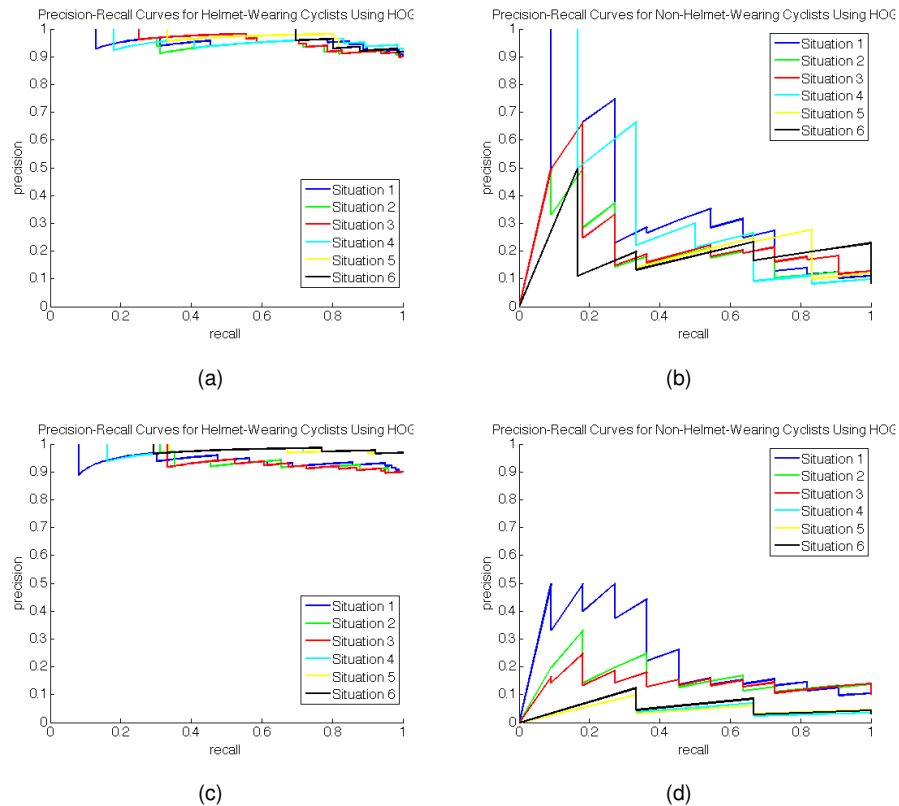 Precision-Recall Curves for Helmet-Wearing Cyclists Using HOG
1
0.9
0.8
0.7
0.6
0.5
0.4
0.3
0.2
0.1
0
precision
0
0.2
0.4
0.6
0.8
1
recall
Situation 1
Situation 2
Situation 3
Situation 4
Situation 5
Situation 6
(a)
Precision-Recall Curves for Non-Helmet-Wearing Cyclists Using HOG
1
0.9
0.8
0.7
0.6
0.5
0.4
0.3
0.2
0.1
0
precision
0
0.2
0.4
0.6
0.8
1
recall
Situation 1
Situation 2
Situation 3
Situation 4
Situation 5
Situation 6
(b)
Precision-Recall Curves for Helmet-Wearing Cyclists Using HOG
1
0.9
0.8
0.7
0.6
0.5
0.4
0.3
0.2
0.1
0
precision
0
0.2
0.4
0.6
0.8
1
recall
Situation 1
Situation 2
Situation 3
Situation 4
Situation 5
Situation 6
(c)
Precision-Recall Curves for Non-Helmet-Wearing Cyclists Using HOG
1
0.9
0.8
0.7
0.6
0.5
0.4
0.3
0.2
0.1
0
precision
0
0.2
0.4
0.6
0.8
1
recall
Situation 1
Situation 2
Situation 3
Situation 4
Situation 5
Situation 6
(d)